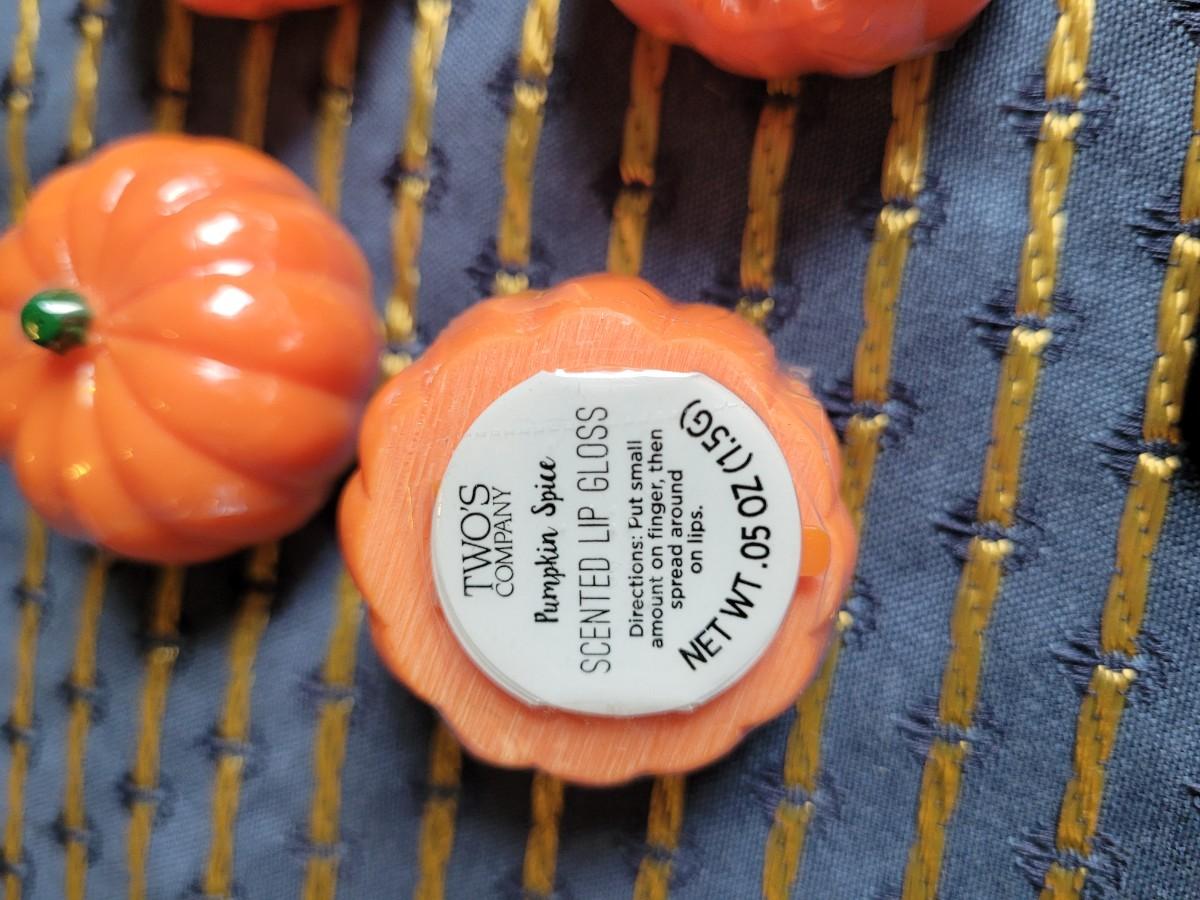 TWO'S
COMPANY
Pumpkin Spice
SCENTED LIP GLOSS
Directions: Put small
amount on finger, then
spread around
on lips.
NET WT .05 OZ (1.5G)